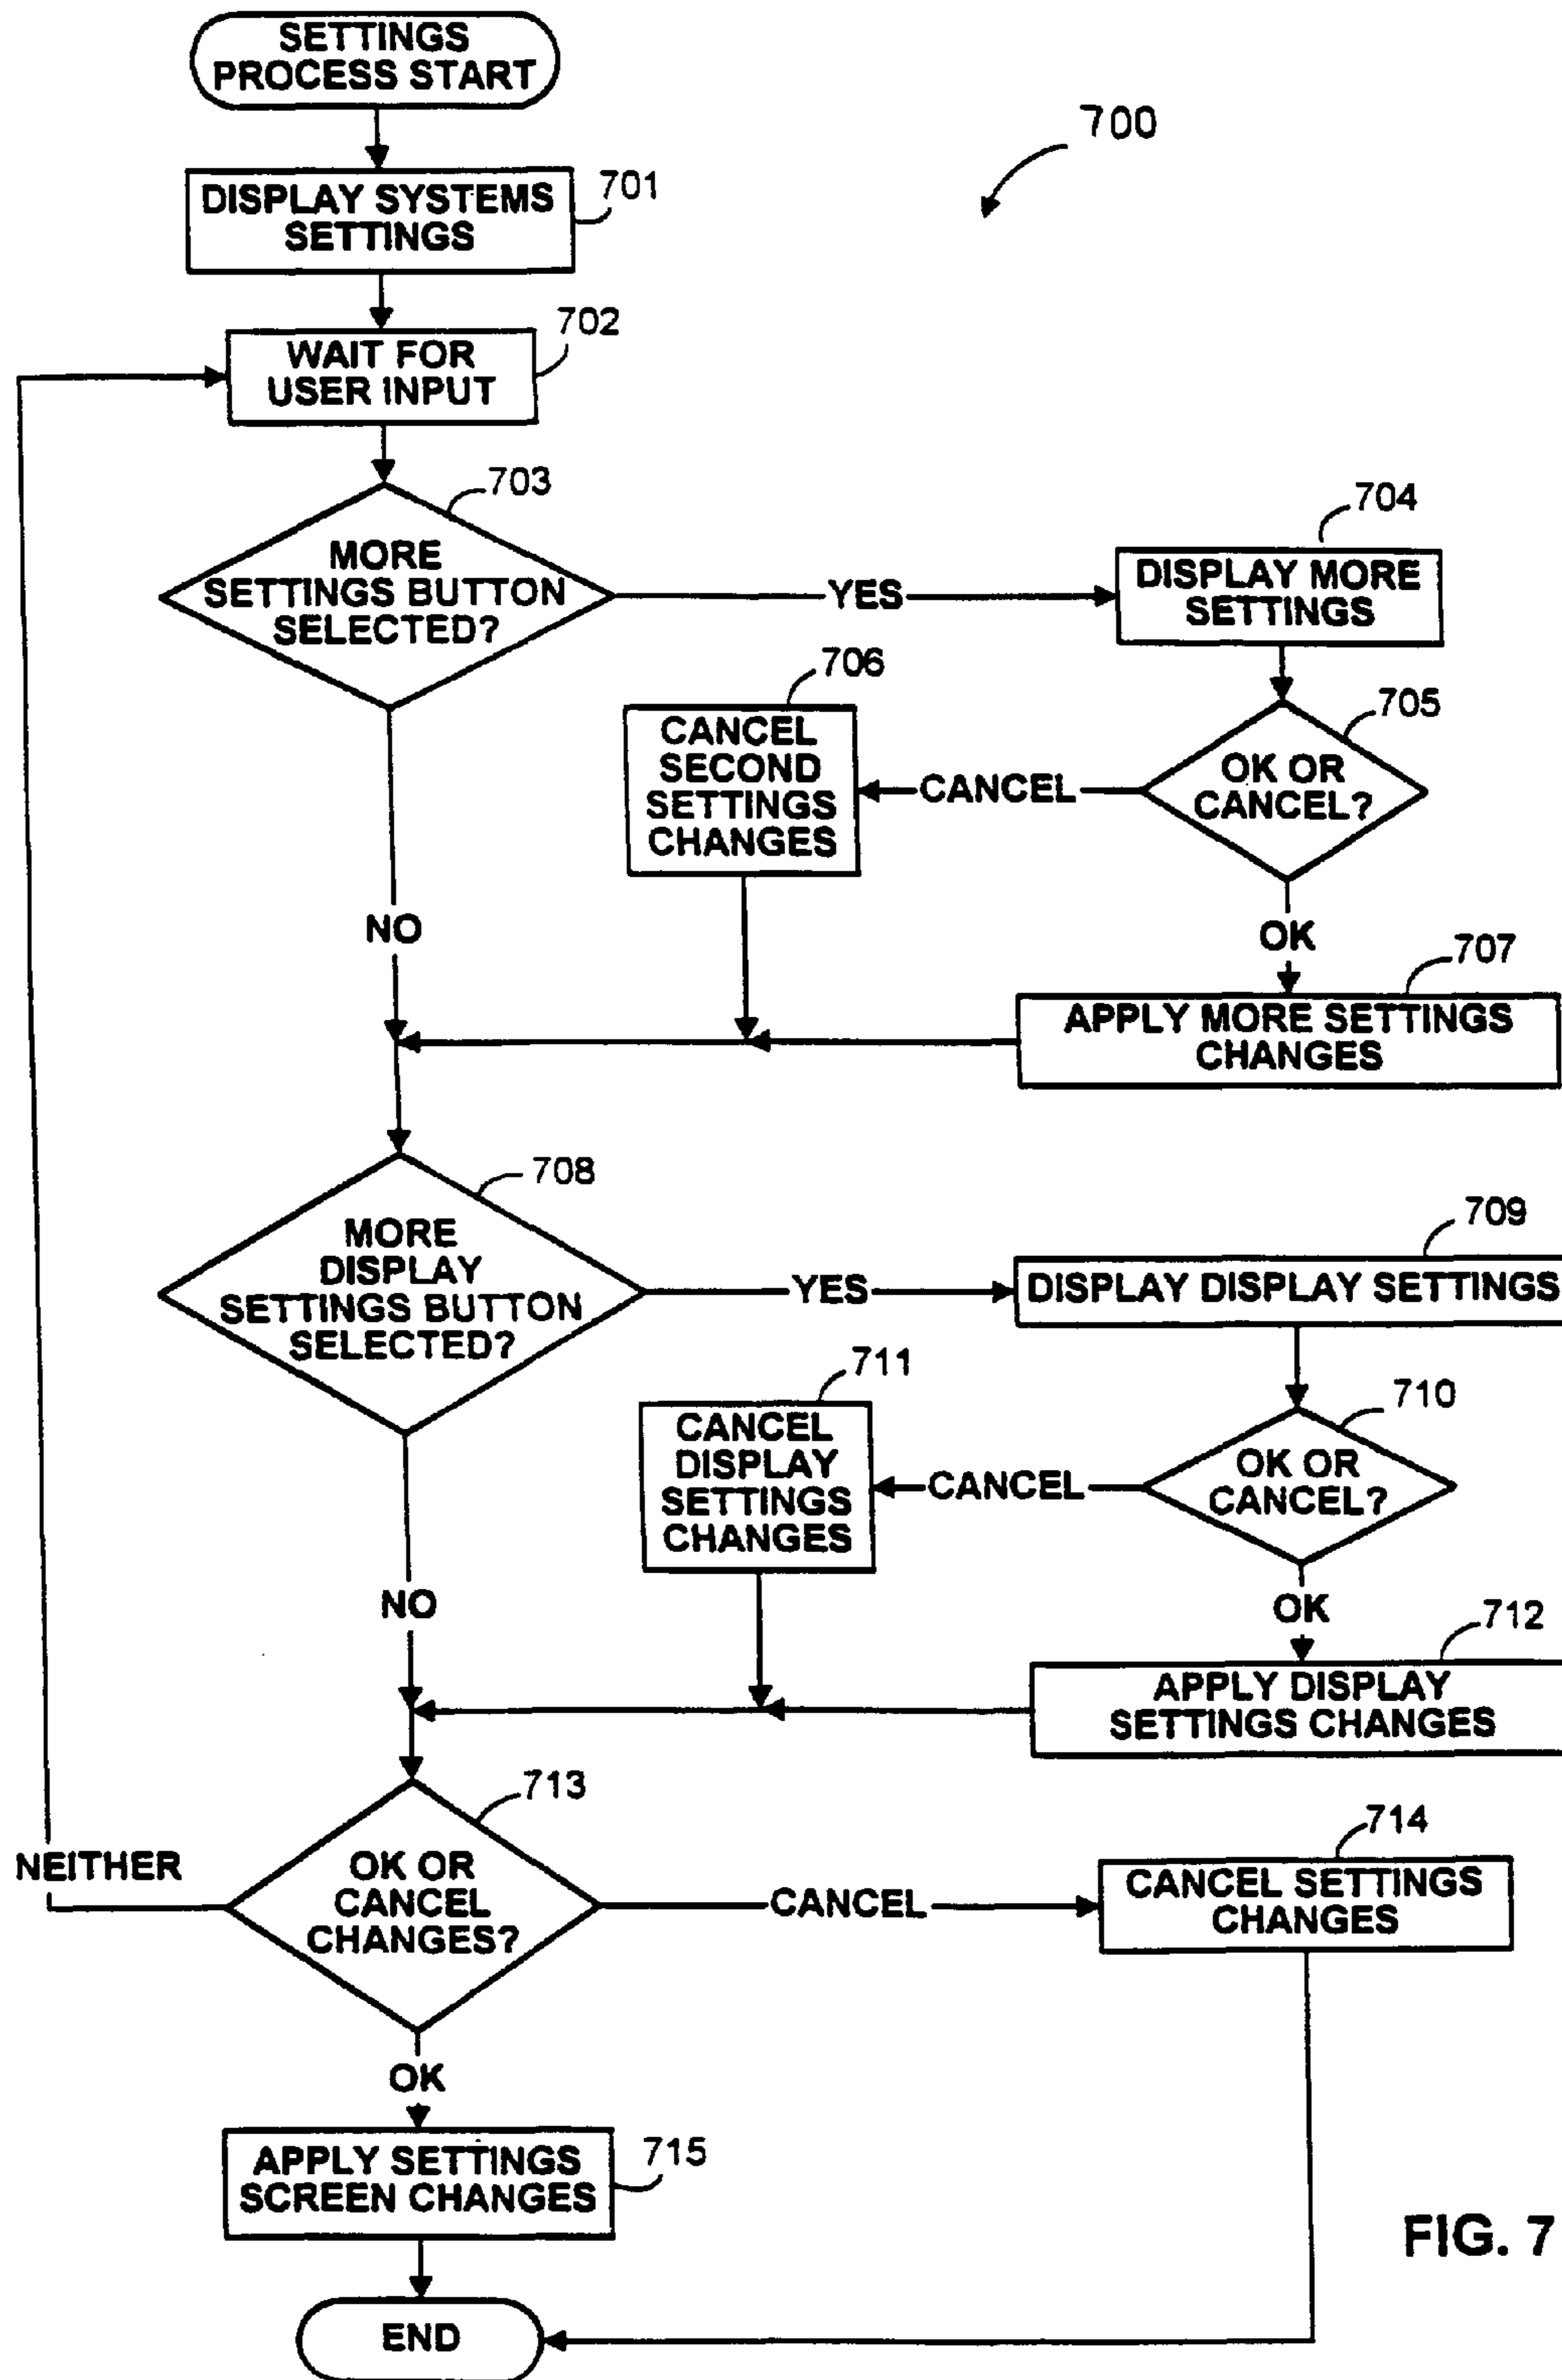 SETTINGS
PROCESS START
700
DISPLAY SYSTEMS
SETTINGS
701
WAIT FOR
USER INPUT
702
703
MORE
SETTINGS BUTTON
SELECTED?
YES
704
DISPLAY MORE
SETTINGS
706
CANCEL
SECOND
SETTINGS
CHANGES
CANCEL
705
OK OR
CANCEL?
NO
OK
707
APPLY MORE SETTINGS
CHANGES
708
MORE
DISPLAY
SETTINGS BUTTON
SELECTED?
YES
709
DISPLAY DISPLAY SETTINGS
711
CANCEL
DISPLAY
SETTINGS
CHANGES
CANCEL
710
OK OR
CANCEL?
NO
OK
712
APPLY DISPLAY
SETTINGS CHANGES
713
NEITHER
OK OR
CANCEL
CHANGES?
CANCEL
714
CANCEL SETTINGS
CHANGES
OK
APPLY SETTINGS
SCREEN CHANGES
715
FIG. 7
END